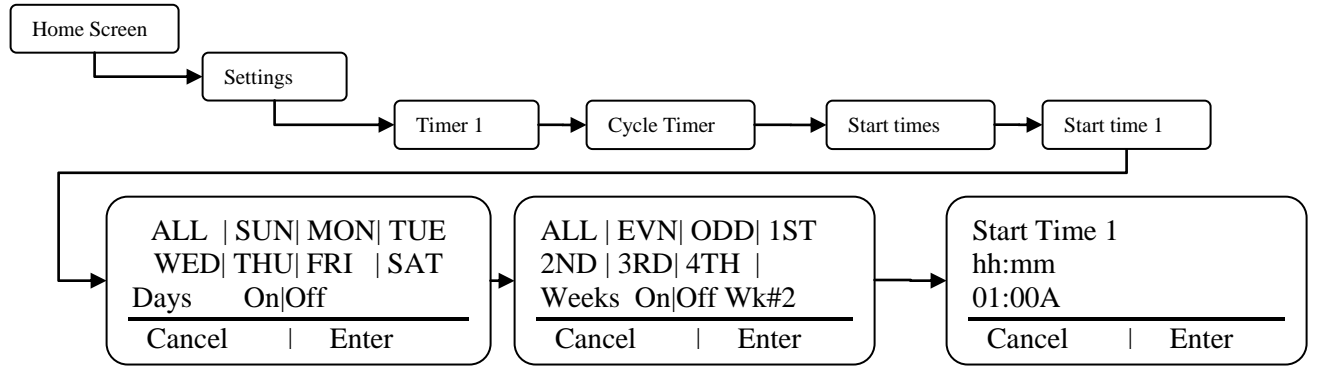 Home Screen
Settings
Timer 1
Cycle Timer
Start times
Start time 1
ALL | SUN| MON| TUE
WED| THU| FRI | SAT
Days On|Off
Cancel | Enter
ALL | EVN| ODD| 1ST
2ND | 3RD| 4TH |
Weeks On|Off Wk#2
Cancel | Enter
Start Time 1
hh:mm
01:00A
Cancel | Enter